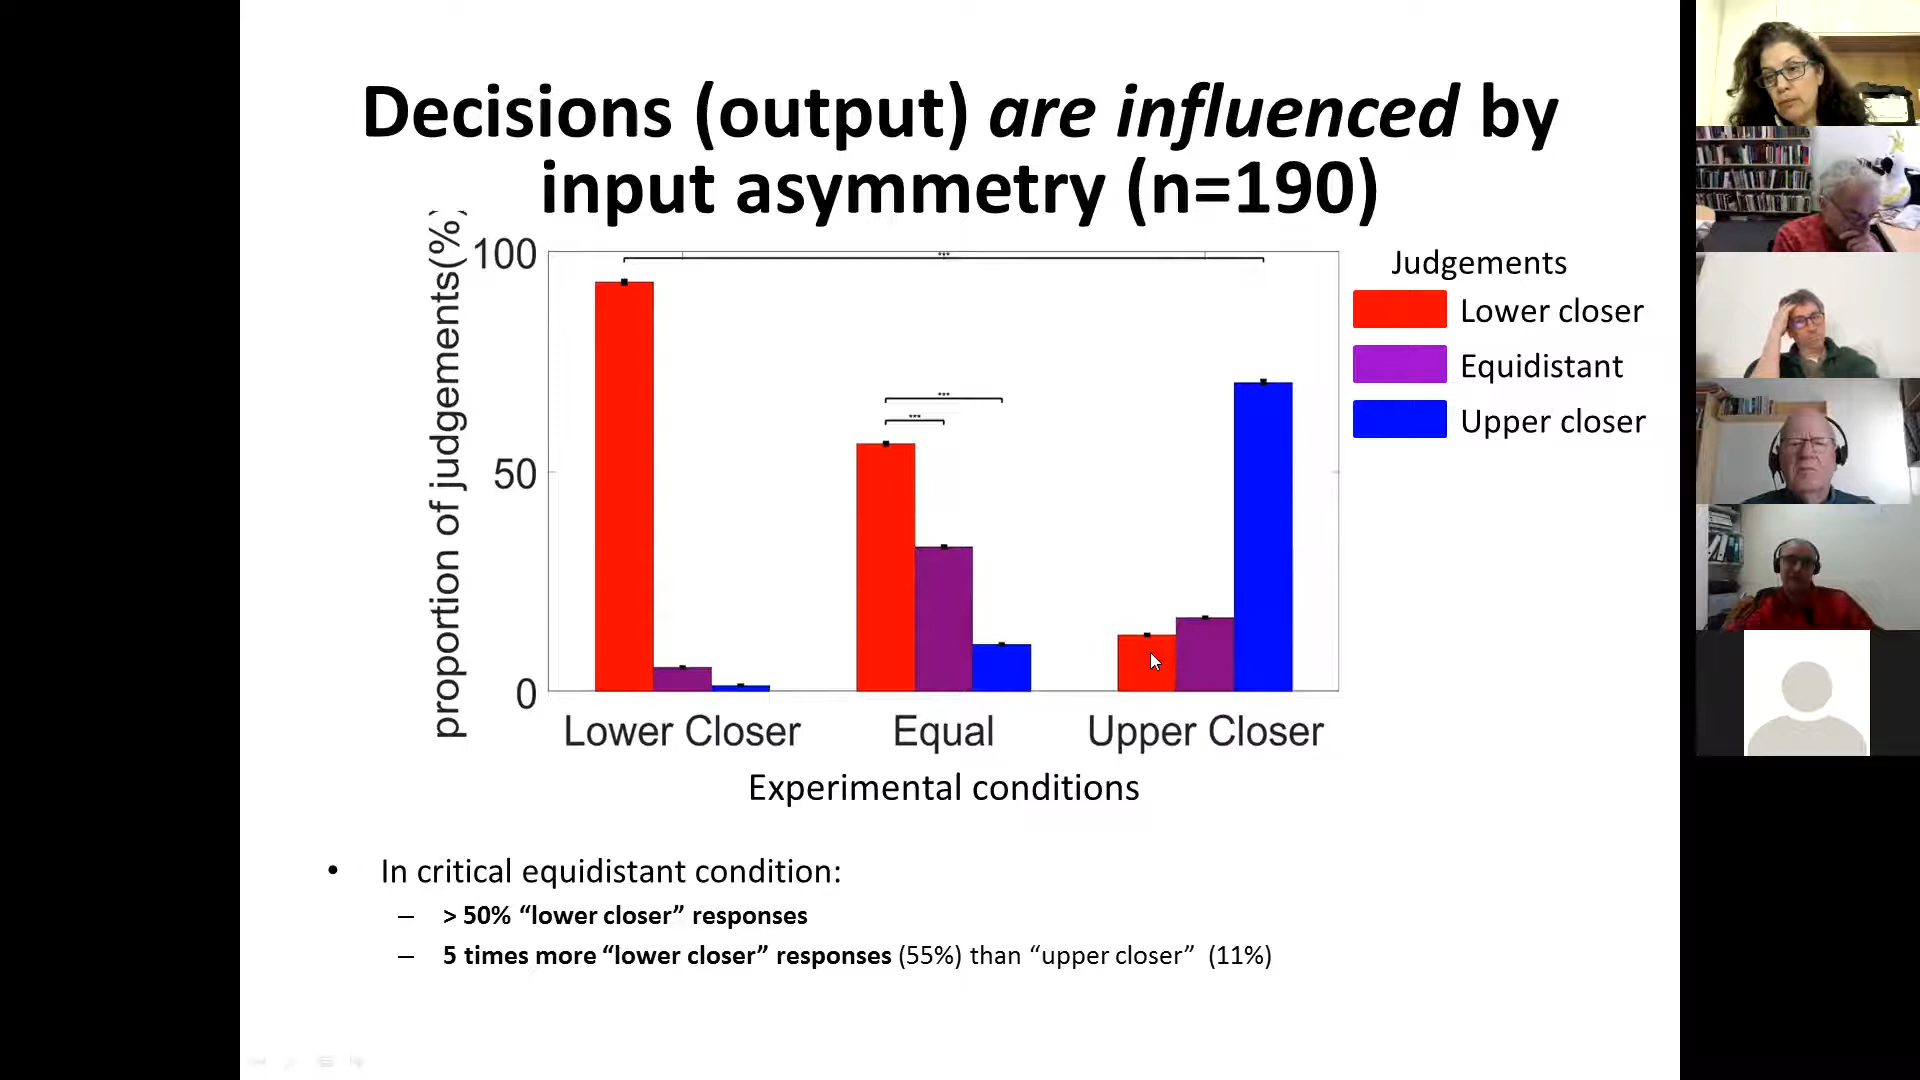 Decisions (output) are influenced by
input asymmetry (n=190)
proportion of judgements(%)
100
50
0
***
***
***
Lower Closer
Equal
Upper Closer
Experimental conditions
Judgements
Lower closer
Equidistant
Upper closer
• In critical equidistant condition:
– > 50% “lower closer” responses
– 5 times more “lower closer” responses (55%) than “upper closer” (11%)